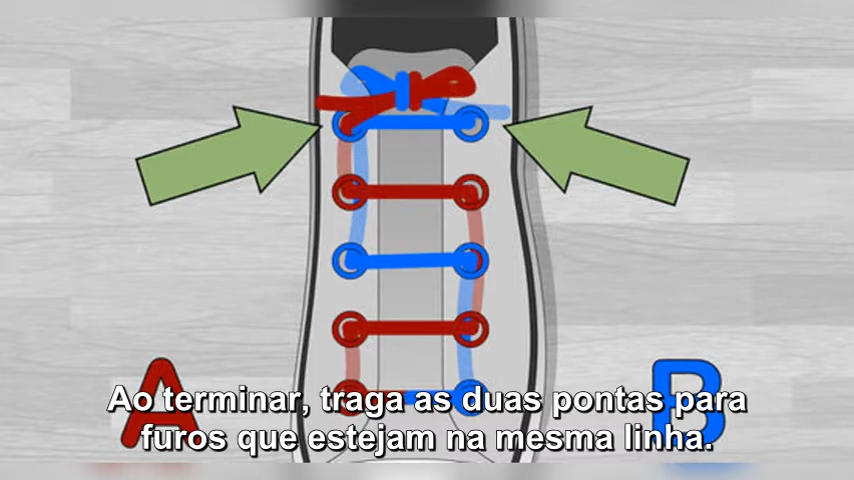 A
B
Ao terminar, traga as duas pontas para
furos que estejam na mesma linha.